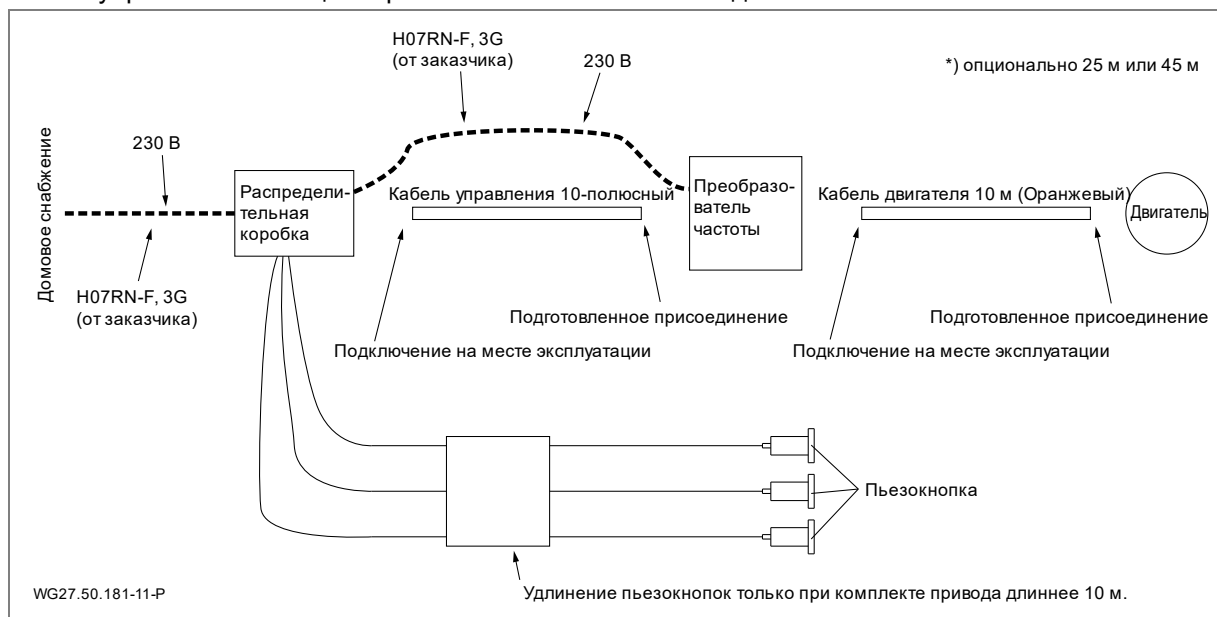 H07RN-F, 3G
(от заказчика)
230 В
*) опционально 25 м или 45 м
Домовое снабжение
230 В
Распредели-
тельная
коробка
Кабель управления 10-полюсный
Преобразо-
ватель
частоты
Кабель двигателя 10 м (Оранжевый)
Двигатель
H07RN-F, 3G
(от заказчика)
Подготовленное присоединение
Подготовленное присоединение
Подключение на месте эксплуатации
Подключение на месте эксплуатации
Пьезокнопка
WG27.50.181-11-P
Удлинение пьезокнопок только при комплекте привода длиннее 10 м.